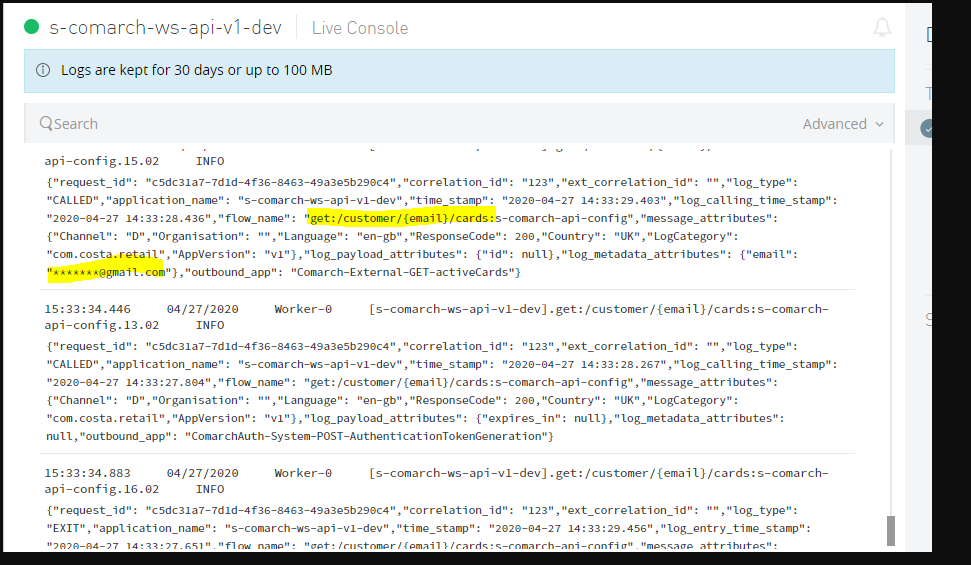 s-comarch-ws-api-v1-dev Live Console
Logs are kept for 30 days or up to 100 MB
Search Advanced
api-config.15.02 INFO
{"request_id": "c5dc31a7-7d1d-4f36-8463-49a3e5b290c4","correlation_id": "123","ext_correlation_id": "","log_type":
"CALLED","application_name": "s-comarch-ws-api-v1-dev","time_stamp": "2020-04-27 14:33:29.403","log_calling_time_stamp":
"2020-04-27 14:33:28.436","flow_name": "get:/customer/{email}/cards:s-comarch-api-config","message_attributes":
{"Channel": "D","Organisation": "","Language": "en-gb","ResponseCode": 200,"Country": "UK","LogCategory":
"com.costa.retail","AppVersion": "v1"},"log_payload_attributes": {"id": null},"log_metadata_attributes": {"email":
"*******@gmail.com"},"outbound_app": "Comarch-External-GET-activeCards"}
15:33:34.446 04/27/2020 Worker-0 [s-comarch-ws-api-v1-dev].get:/customer/{email}/cards:s-comarch-
api-config.13.02 INFO
{"request_id": "c5dc31a7-7d1d-4f36-8463-49a3e5b290c4","correlation_id": "123","ext_correlation_id": "","log_type":
"CALLED","application_name": "s-comarch-ws-api-v1-dev","time_stamp": "2020-04-27 14:33:28.267","log_calling_time_stamp":
"2020-04-27 14:33:27.804","flow_name": "get:/customer/{email}/cards:s-comarch-api-config","message_attributes":
{"Channel": "D","Organisation": "","Language": "en-gb","ResponseCode": 200,"Country": "UK","LogCategory":
"com.costa.retail","AppVersion": "v1"},"log_payload_attributes": {"expires_in": null},"log_metadata_attributes":
null,"outbound_app": "ComarchAuth-System-POST-AuthenticationTokenGeneration"}
15:33:34.883 04/27/2020 Worker-0 [s-comarch-ws-api-v1-dev].get:/customer/{email}/cards:s-comarch-
api-config.16.02 INFO
{"request_id": "c5dc31a7-7d1d-4f36-8463-49a3e5b290c4","correlation_id": "123","ext_correlation_id": "","log_type":
"EXIT","application_name": "s-comarch-ws-api-v1-dev","time_stamp": "2020-04-27 14:33:29.456","log_entry_time_stamp":
"2020-04-27 14:33:27.651","flow_name": "get:/customer/{email}/cards:s-comarch-api-config","message_attributes":